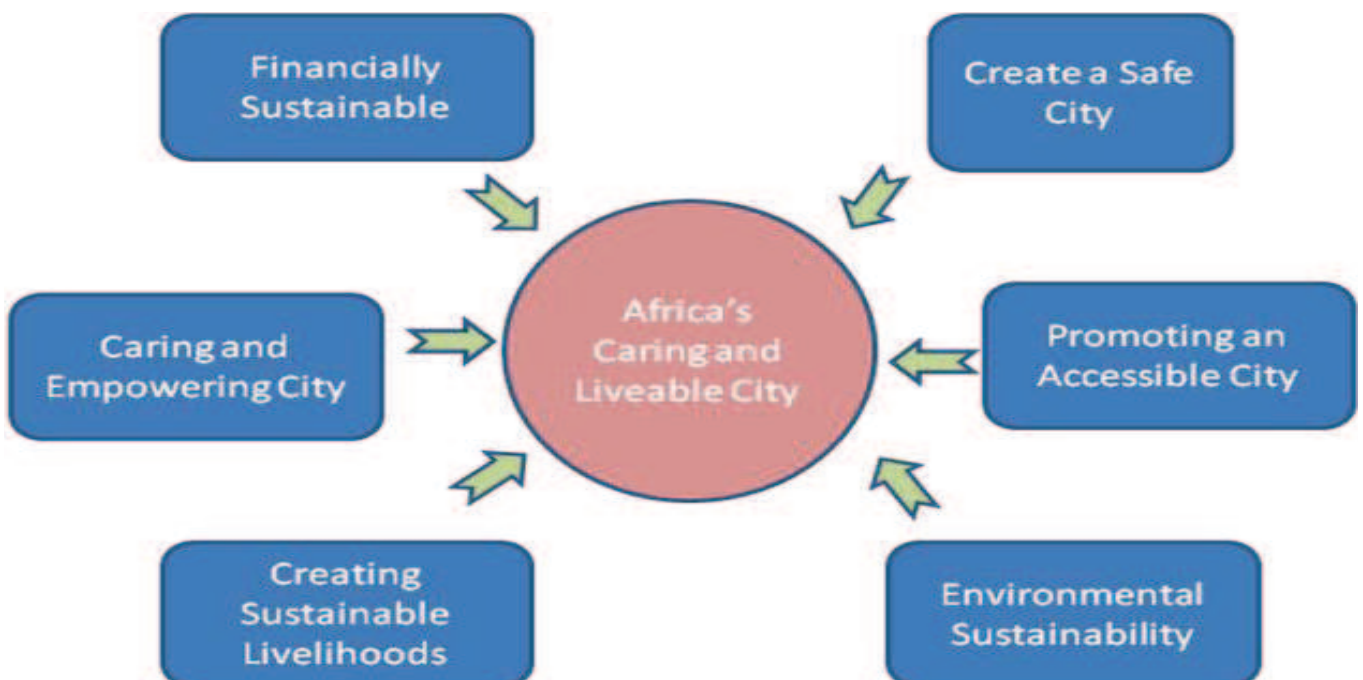 Financially
Sustainable
Create a Safe
City
Africa's
Caring and
Liveable City
Caring and
Empowering City
Promoting an
Accessible City
Creating
Sustainable
Livelihoods
Environmental
Sustainability